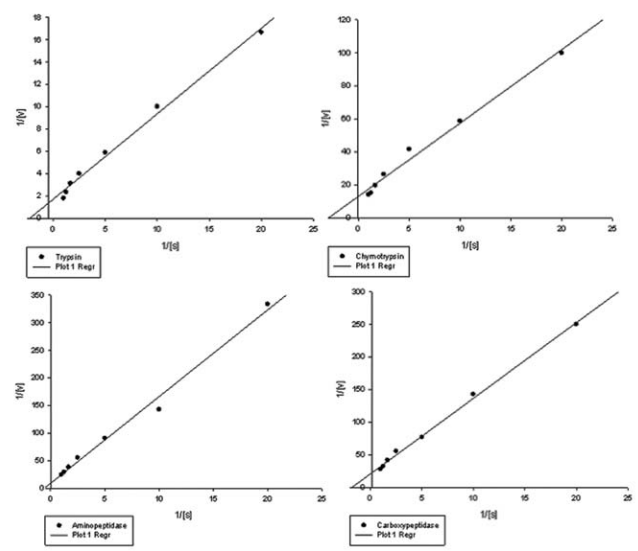 18
16
14
12
10
8
6
4
2
0
1/[v]
0 5 10 15 20 25
1/[s]
Trypsin
Plot 1 Regr
120
100
80
60
40
20
0
1/[v]
0 5 10 15 20 25
1/[s]
Chymotrypsin
Plot 1 Regr
350
300
250
200
150
100
50
0
1/[v]
0 5 10 15 20 25
1/[s]
Aminopeptidase
Plot 1 Regr
300
250
200
150
100
50
0
1/[v]
0 5 10 15 20 25
1/[s]
Carboxypeptidase
Plot 1 Regr